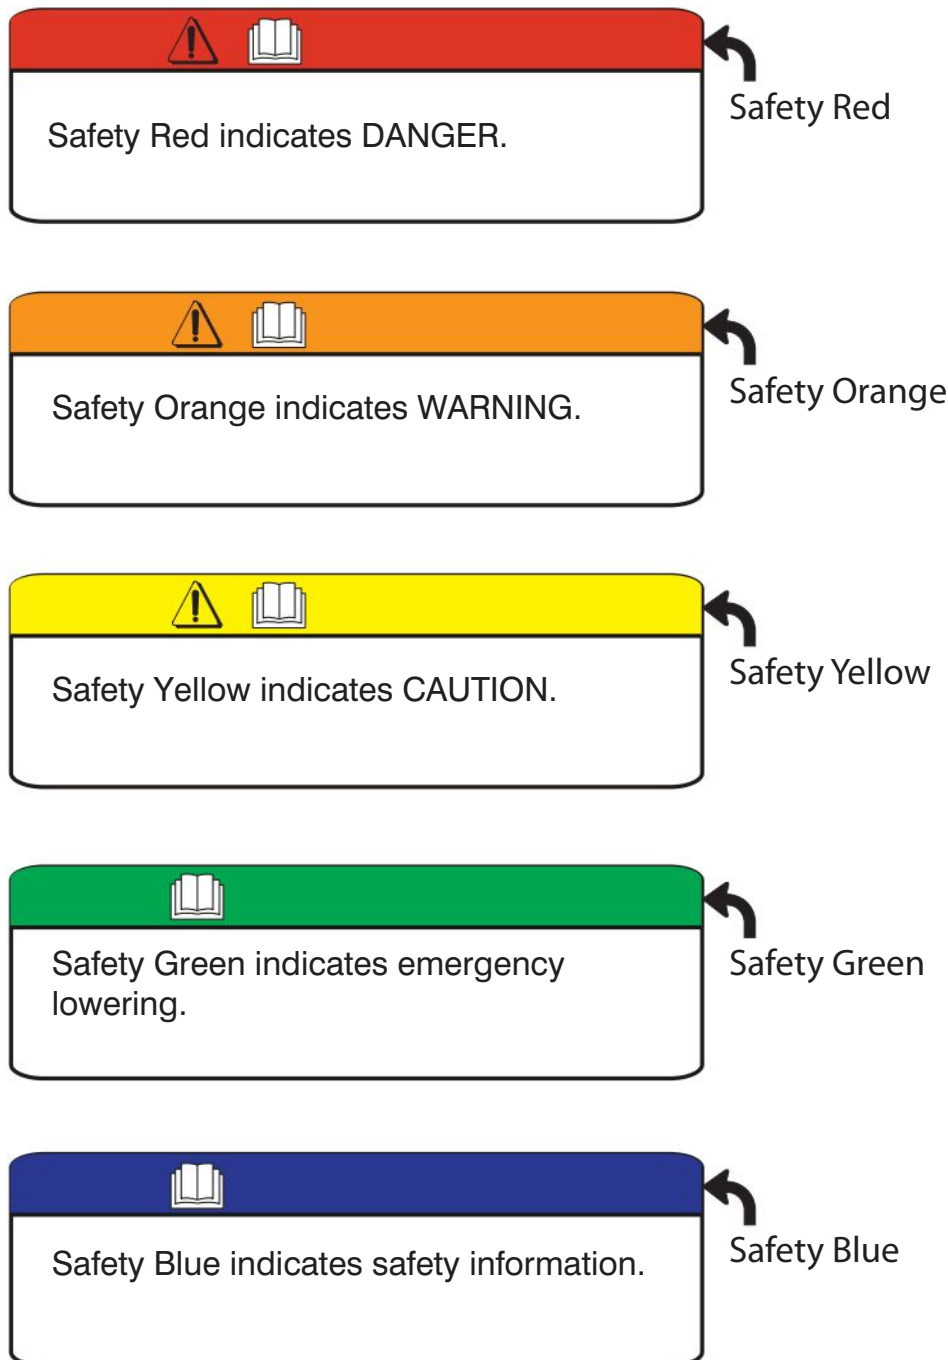 Safety Red indicates DANGER.
Safety Red
Safety Orange indicates WARNING.
Safety Orange
Safety Yellow indicates CAUTION.
Safety Yellow
Safety Green indicates emergency
lowering.
Safety Green
Safety Blue indicates safety information.
Safety Blue